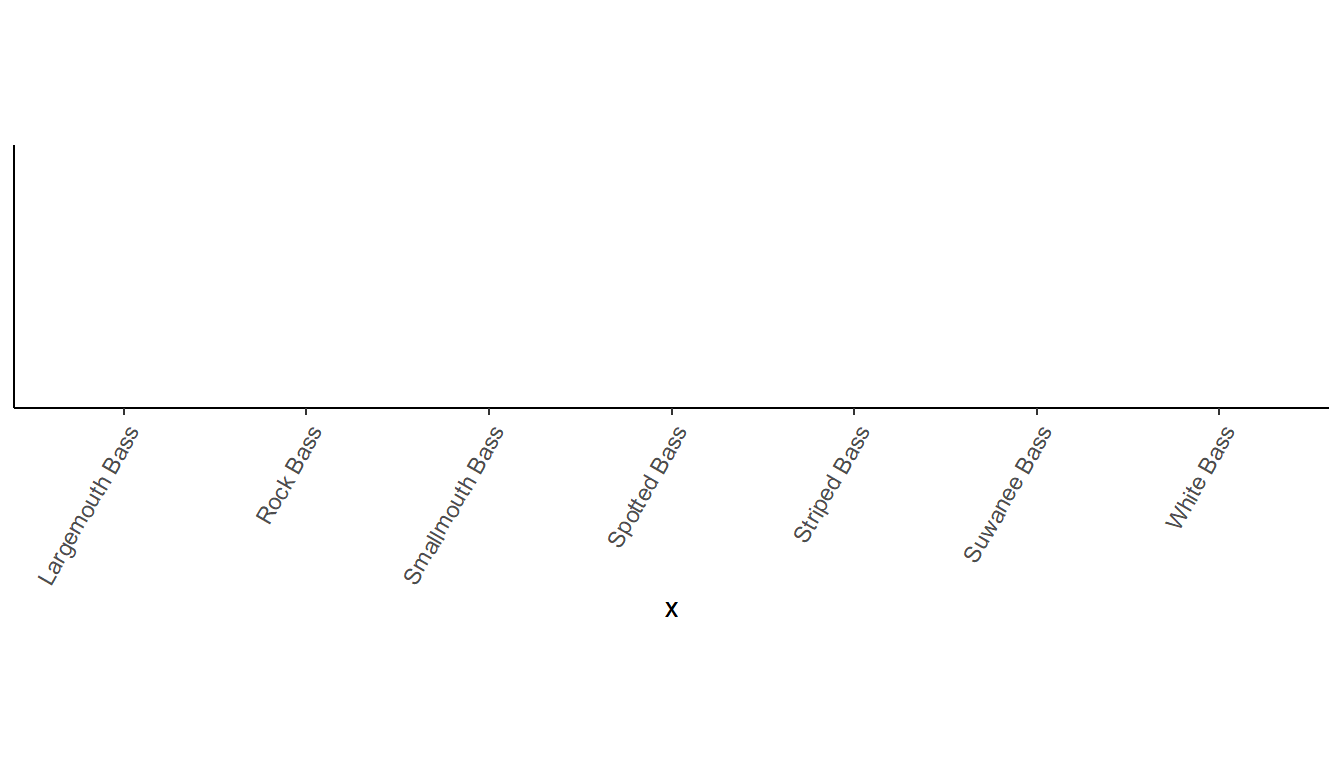 Largemouth Bass
Rock Bass
Smallmouth Bass
Spotted Bass
Striped Bass
Suwanee Bass
White Bass
x